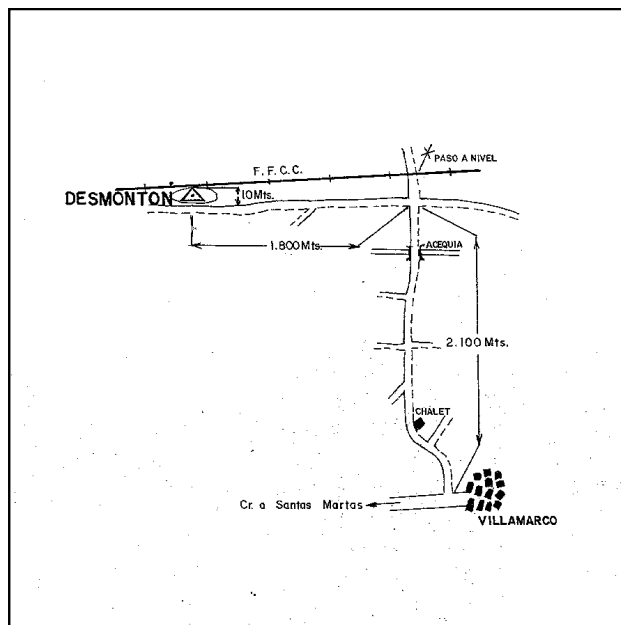 PASO A NIVEL
F.F.C.C.
DESMONTON
10 Mts.
1.800 Mts.
ACEQUIA
2.100 Mts.
CHALET
Cr. a Santas Martas
VILLAMARCO